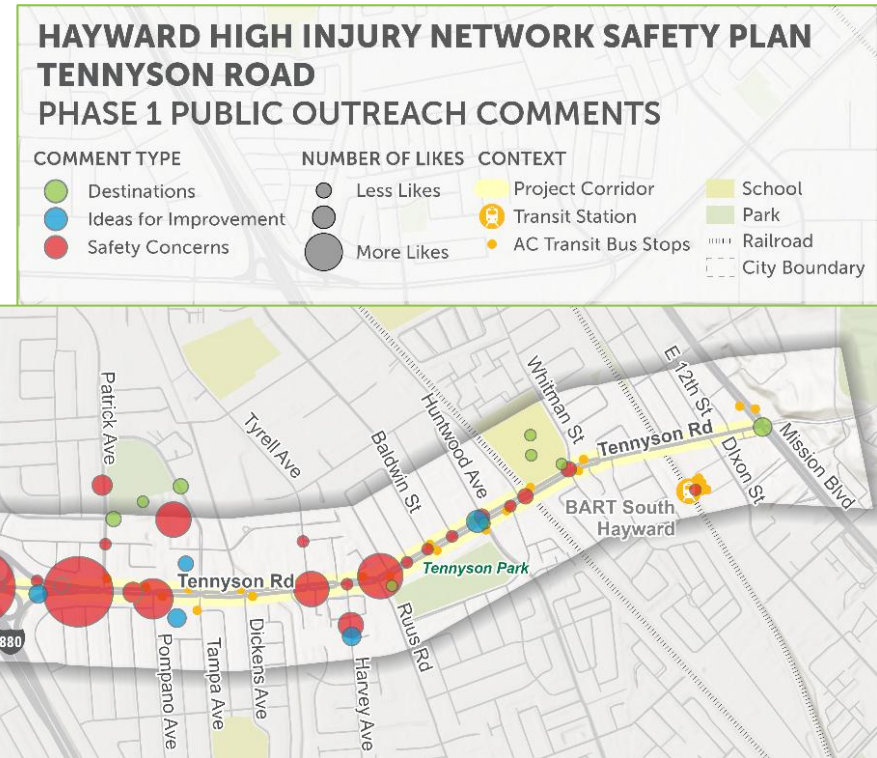 HAYWARD HIGH INJURY NETWORK SAFETY PLAN
TENNYSON ROAD
PHASE 1 PUBLIC OUTREACH COMMENTS
COMMENT TYPE
Destinations
Ideas for Improvement
Safety Concerns
NUMBER OF LIKES
Less Likes
More Likes
CONTEXT
Project Corridor
Transit Station
AC Transit Bus Stops
School
Park
Railroad
City Boundary
Patrick Ave
Tyrell Ave
Baldwin St
Huntwood Ave
Whitman St
E 12th St
Tennyson Rd
Dixon St
Mission Blvd
BART South
Hayward
Tennyson Park
Tennyson Rd
880
Pompano Ave
Tampa Ave
Dickens Ave
Harvey Ave
Ruus Rd